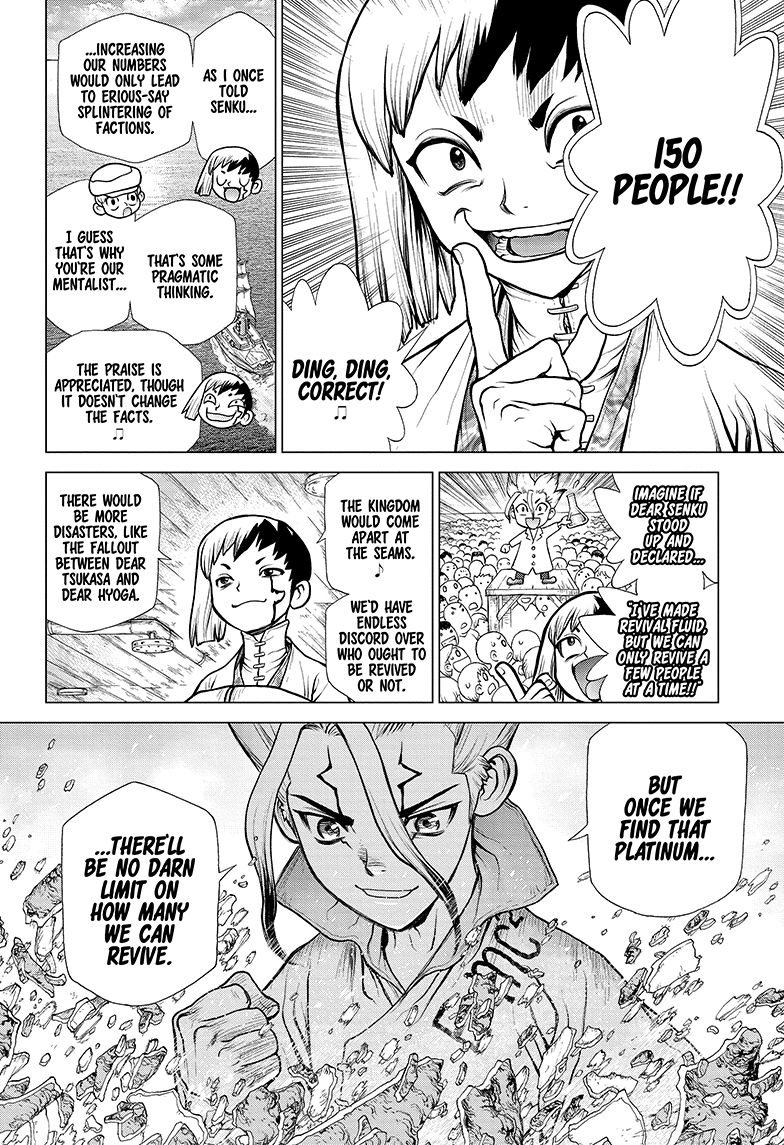 150
PEOPLE!!
DING, DING,
CORRECT!
♫
AS I ONCE
TOLD
SENKU...
...INCREASING
OUR NUMBERS
WOULD ONLY LEAD
TO ERIOUS-SAY
SPLINTERING OF
FACTIONS.
THAT'S SOME
PRAGMATIC
THINKING.
I GUESS
THAT'S WHY
YOU'RE OUR
MENTALIST...
THE PRAISE IS
APPRECIATED, THOUGH
IT DOESN'T CHANGE
THE FACTS.
♫
IMAGINE IF
DEAR SENKU
STOOD
UP AND
DECLARED...
"I'VE MADE
REVIVAL FLUID,
BUT WE CAN
ONLY REVIVE A
FEW PEOPLE
AT A TIME!!"
THE KINGDOM
WOULD COME
APART AT
THE SEAMS.
♪
WE'D HAVE
ENDLESS
DISCORD OVER
WHO OUGHT TO
BE REVIVED
OR NOT.
THERE WOULD
BE MORE
DISASTERS, LIKE
THE FALLOUT
BETWEEN DEAR
TSUKASA AND
DEAR HYOGA.
BUT
ONCE WE
FIND THAT
PLATINUM...
...THERE'LL
BE NO DARN
LIMIT ON
HOW MANY
WE CAN
REVIVE.
E=mc²